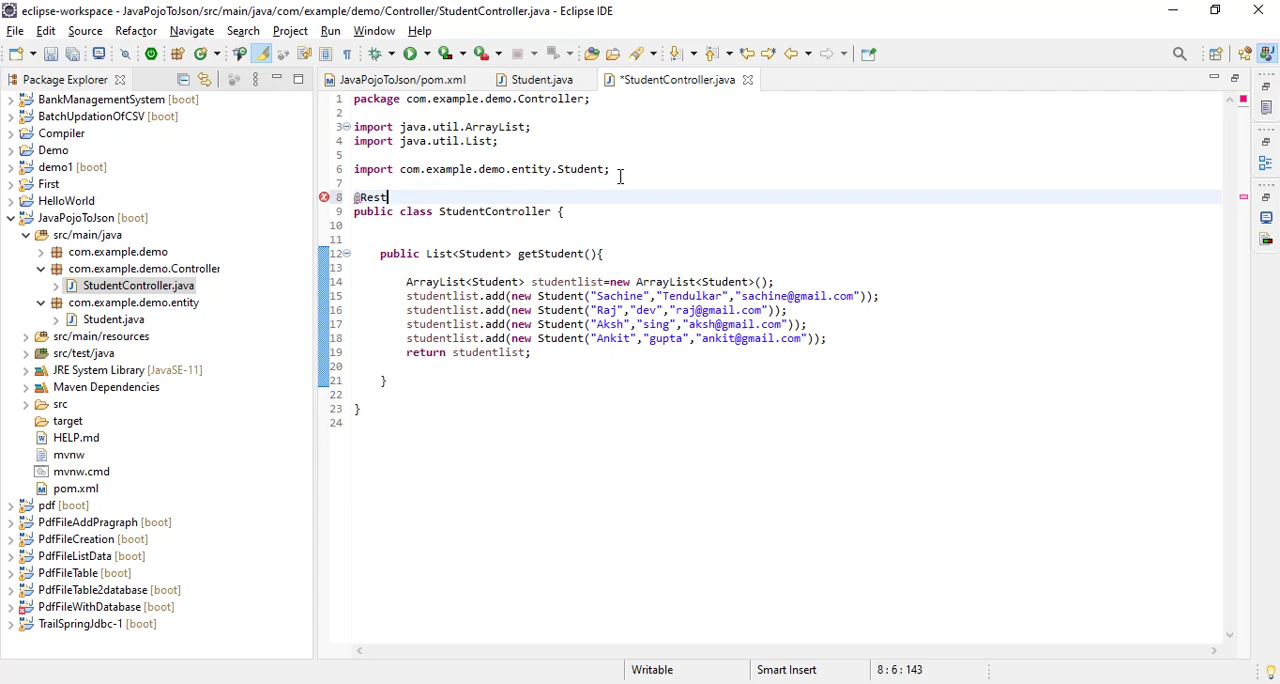 eclipse-workspace - JavaPojoToJson/src/main/java/com/example/demo/Controller/StudentController.java - Eclipse IDE
File Edit Source Refactor Navigate Search Project Run Window Help
Package Explorer
JavaPojoToJson/pom.xml
Student.java
*StudentController.java
BankManagementSystem [boot]
BatchUpdationOfCSV [boot]
Compiler
Demo
demo1 [boot]
First
HelloWorld
JavaPojoToJson [boot]
src/main/java
com.example.demo
com.example.demo.Controller
StudentController.java
com.example.demo.entity
Student.java
src/main/resources
src/test/java
JRE System Library [JavaSE-11]
Maven Dependencies
src
target
HELP.md
mvnw
mvnw.cmd
pom.xml
pdf [boot]
PdfFileAddPragraph [boot]
PdfFileCreation [boot]
PdfFileListData [boot]
PdfFileTable [boot]
PdfFileTable2database [boot]
PdfFileWithDatabase [boot]
TrailSpringJdbc-1 [boot]
1 package com.example.demo.Controller;
2
3 import java.util.ArrayList;
4 import java.util.List;
5
6 import com.example.demo.entity.Student;
7
8 @Rest
9 public class StudentController {
10
11
12 public List<Student> getStudent(){
13
14 ArrayList<Student> studentlist=new ArrayList<Student>();
15 studentlist.add(new Student("Sachine","Tendulkar","sachine@gmail.com"));
16 studentlist.add(new Student("Raj","dev","raj@gmail.com"));
17 studentlist.add(new Student("Aksh","sing","aksh@gmail.com"));
18 studentlist.add(new Student("Ankit","gupta","ankit@gmail.com"));
19 return studentlist;
20
21 }
22
23 }
24
Writable
Smart Insert
8 : 6 : 143